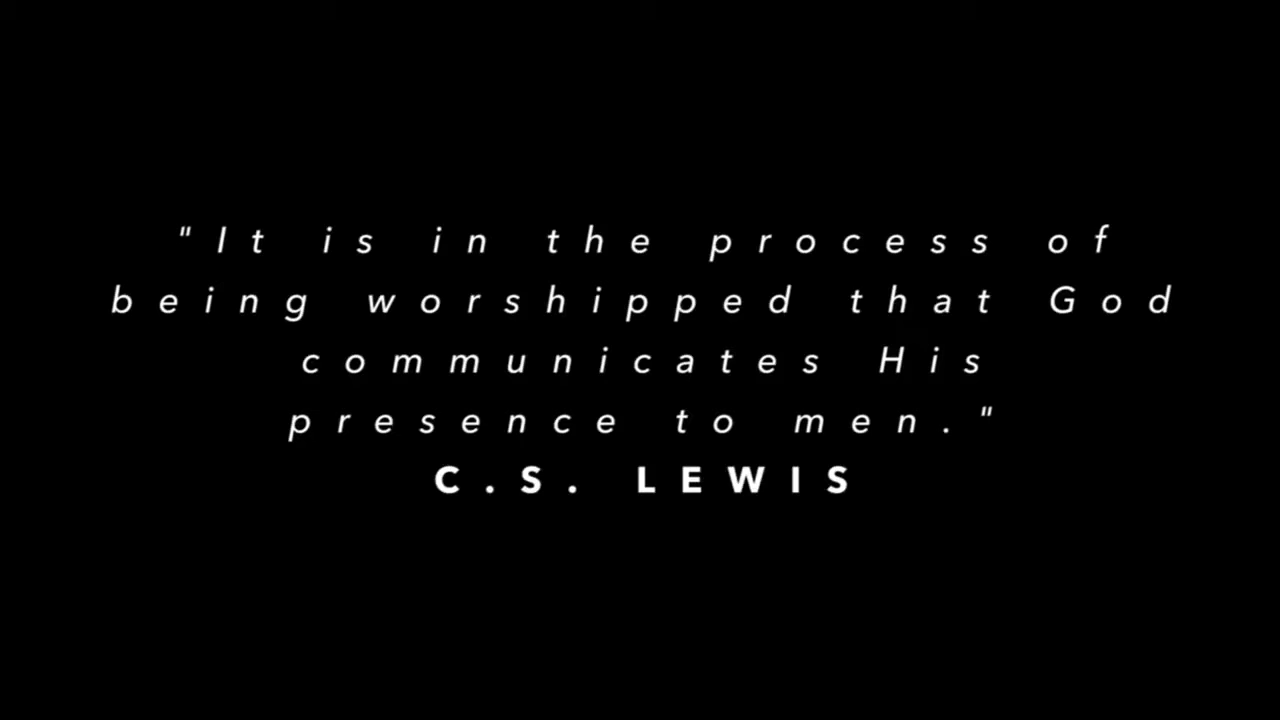 "It is in the process of
being worshipped that God
communicates His
presence to men."
C.S. LEWIS